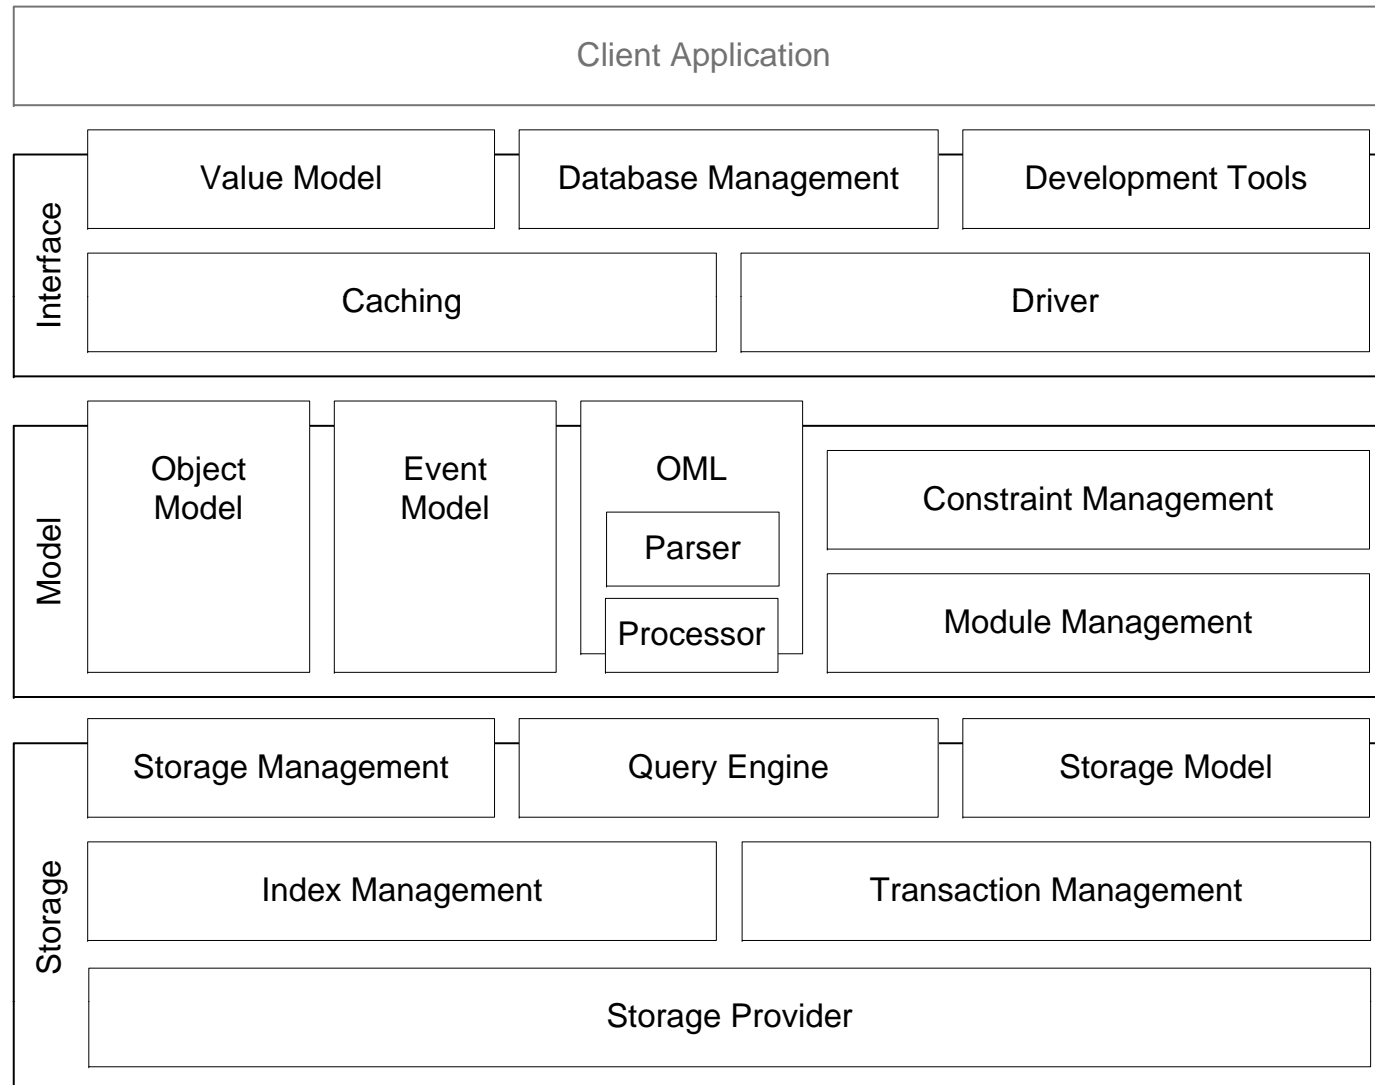 Client Application
Interface
Value Model
Database Management
Development Tools
Caching
Driver
Model
Object
Model
Event
Model
OML
Parser
Processor
Constraint Management
Module Management
Storage
Storage Management
Query Engine
Storage Model
Index Management
Transaction Management
Storage Provider